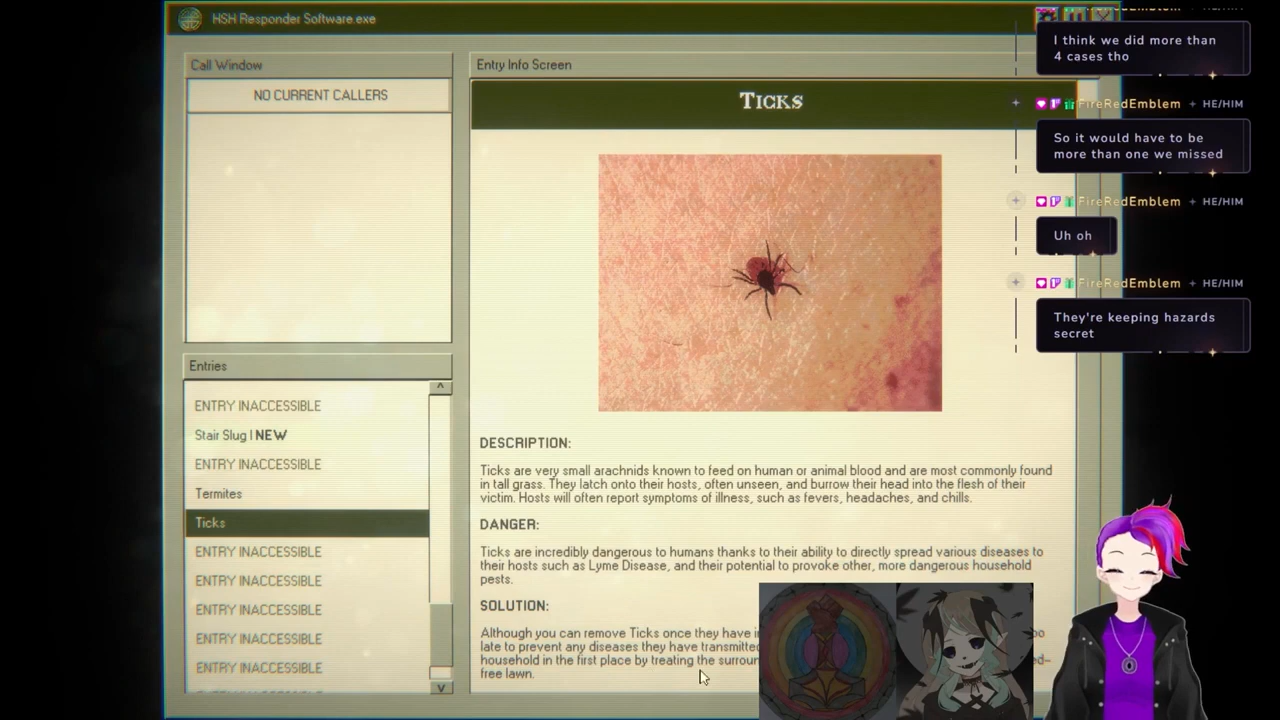 HSH Responder Software.exe
Call Window
NO CURRENT CALLERS
Entries
ENTRY INACCESSIBLE
Stair Slug | NEW
ENTRY INACCESSIBLE
Termites
Ticks
ENTRY INACCESSIBLE
ENTRY INACCESSIBLE
ENTRY INACCESSIBLE
ENTRY INACCESSIBLE
ENTRY INACCESSIBLE
Entry Info Screen
TICKS
DESCRIPTION:
Ticks are very small arachnids known to feed on human or animal blood and are most commonly found
in tall grass. They latch onto their hosts, often unseen, and burrow their head into the flesh of their
victim. Hosts will often report symptoms of illness, such as fevers, headaches, and chills.
DANGER:
Ticks are incredibly dangerous to humans thanks to their ability to directly spread various diseases to
their hosts such as Lyme Disease, and their potential to provoke other, more dangerous household
pests.
SOLUTION:
Although you can remove Ticks once they have
late to prevent any diseases they have transmitted
household in the first place by treating the
free lawn.
I think we did more than
4 cases tho
FireRedEmblem HE/HIM
So it would have to be
more than one we missed
FireRedEmblem HE/HIM
Uh oh
FireRedEmblem HE/HIM
They're keeping hazards
secret